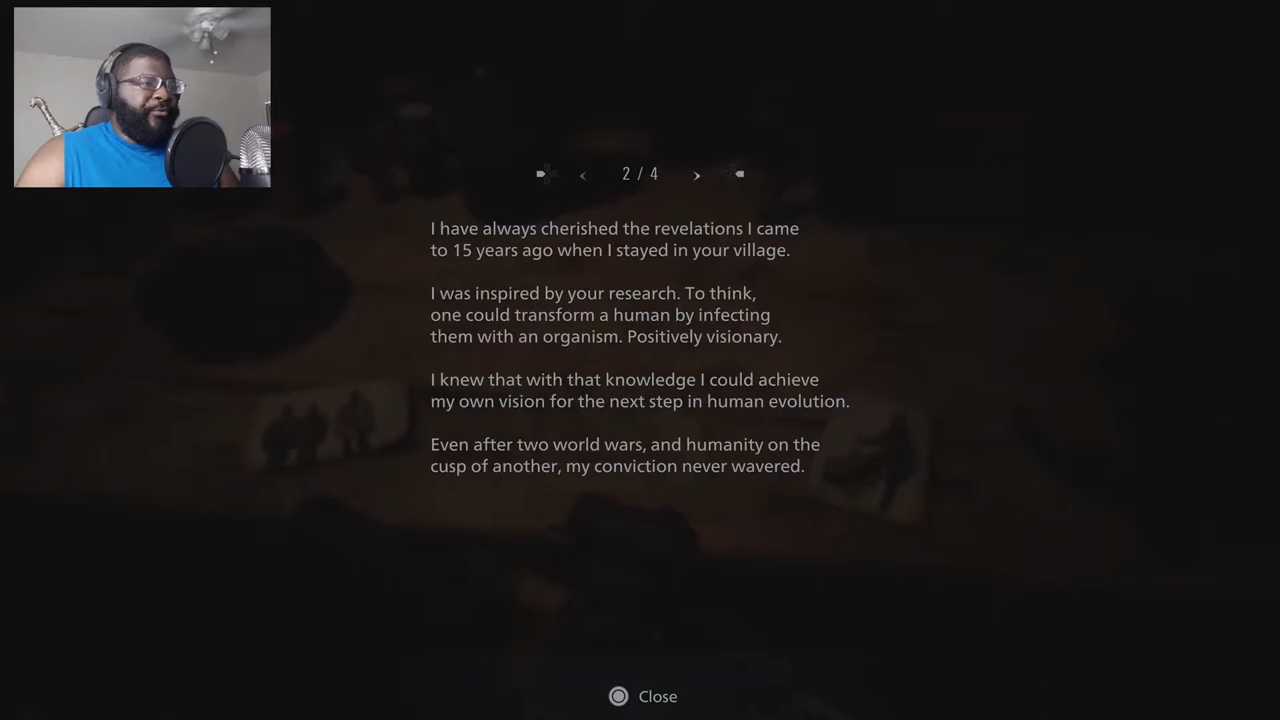 2 / 4
I have always cherished the revelations I came
to 15 years ago when I stayed in your village.
I was inspired by your research. To think,
one could transform a human by infecting
them with an organism. Positively visionary.
I knew that with that knowledge I could achieve
my own vision for the next step in human evolution.
Even after two world wars, and humanity on the
cusp of another, my conviction never wavered.
Close